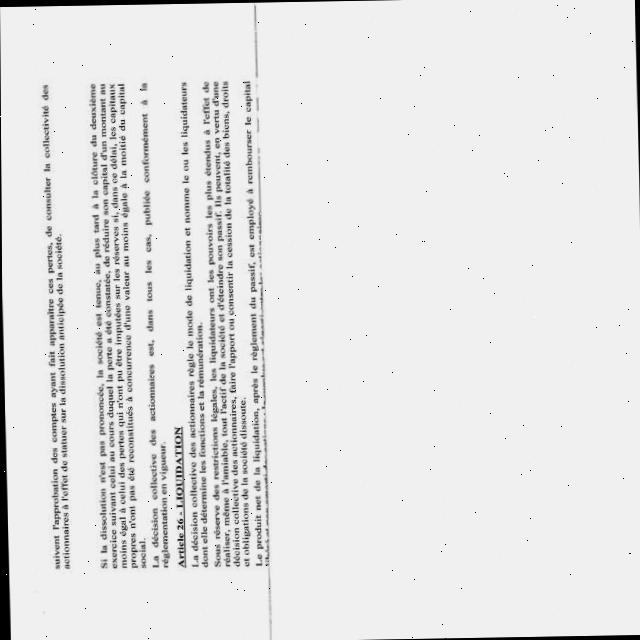 suivent l'approbation des comptes ayant fait apparaître ces pertes, de consulter la collectivité des
actionnaires à l'effet de statuer sur la dissolution anticipée de la société.
Si la dissolution n'est pas prononcée, la société est tenue, au plus tard à la clôture du deuxième
exercice suivant celui au cours duquel la perte a été constatée, de réduire son capital d'un montant au
moins égal à celui des pertes qui n'ont pu être imputées sur les réserves si, dans ce délai, les capitaux
propres n'ont pas été reconstitués à concurrence d'une valeur au moins égale à la moitié du capital
social.
La décision collective des actionnaires est, dans tous les cas, publiée conformément à la
réglementation en vigueur.
Article 26 - LIQUIDATION
La décision collective des actionnaires règle le mode de liquidation et nomme le ou les liquidateurs
dont elle détermine les fonctions et la rémunération.
Sous réserve des restrictions légales, les liquidateurs ont les pouvoirs les plus étendus à l'effet de
réaliser, même à l'amiable, tout l'actif de la société et d'éteindre son passif. Ils peuvent, en vertu d'une
décision collective des actionnaires, faire l'apport ou consentir la cession de la totalité des biens, droits
et obligations de la société dissoute.
Le produit net de la liquidation, après le règlement du passif, est employé à rembourser le capital